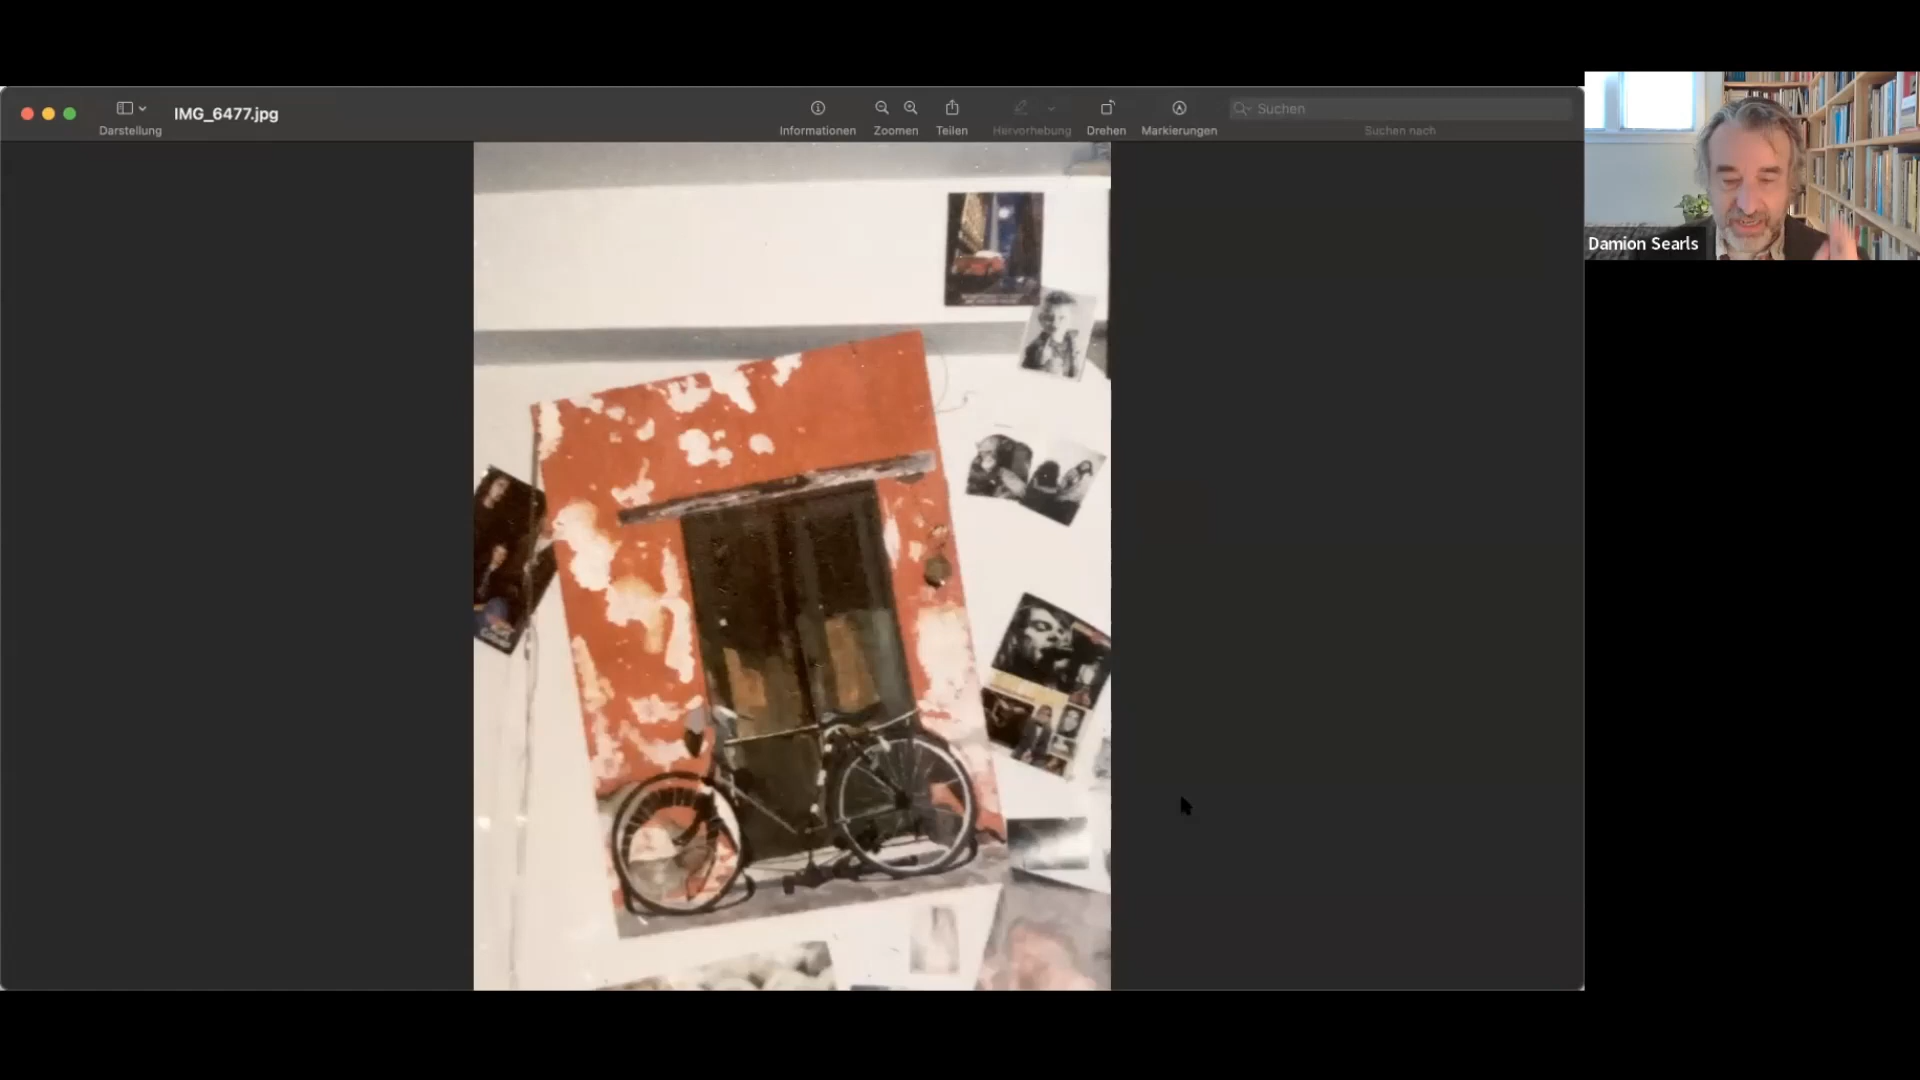 IMG_6477.jpg
Darstellung
Informationen
Zoomen
Teilen
Hervorhebung
Drehen
Markierungen
Suchen
Suchen nach
Damion Searls